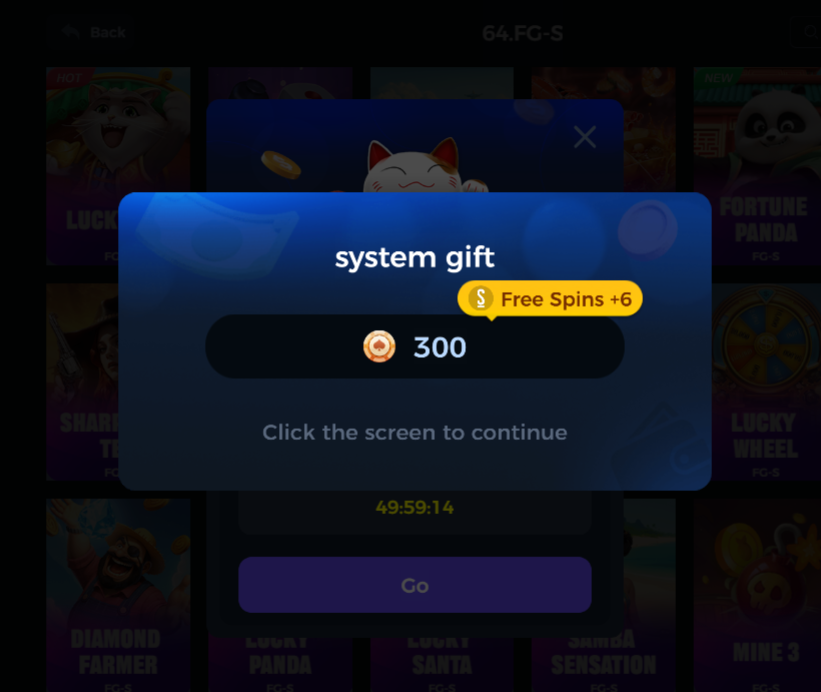 Back
64.FG-S
HOT
NEW
system gift
Free Spins +6
300
Click the screen to continue
FORTUNE
PANDA
FG-S
LUCKY
WHEEL
FG-S
49:59:14
Go
DIAMOND
FARMER
FG-S
LUCKY
PANDA
FG-S
LUCKY
SANTA
FG-S
SAMBA
SENSATION
FG-S
MINE 3
FG-S